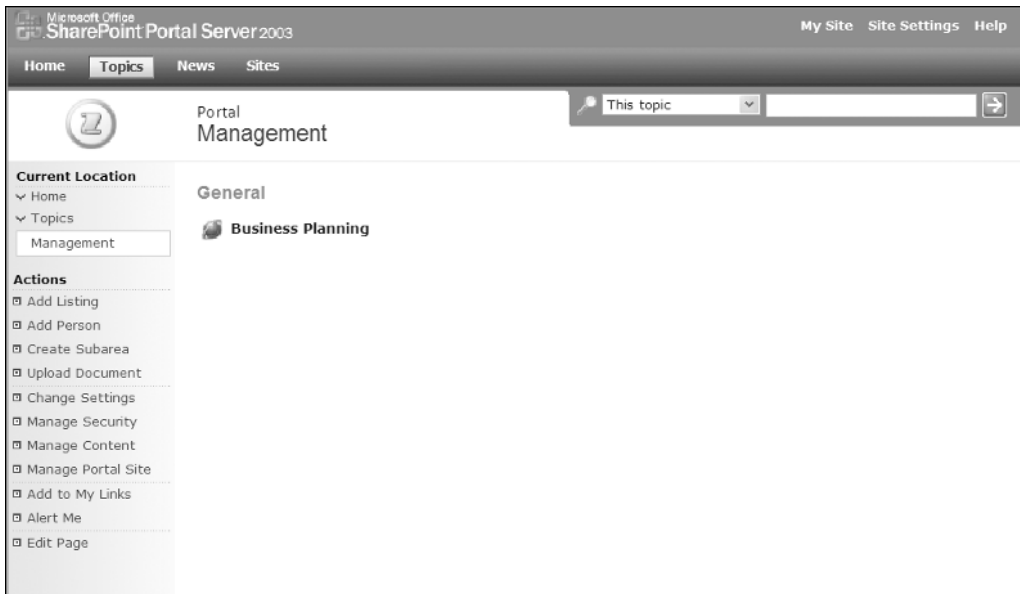 Microsoft Office
SharePoint Portal Server 2003
My Site Site Settings Help
Home Topics News Sites
This topic
Portal
Management
Current Location
Home
Topics
Management
General
Business Planning
Actions
Add Listing
Add Person
Create Subarea
Upload Document
Change Settings
Manage Security
Manage Content
Manage Portal Site
Add to My Links
Alert Me
Edit Page